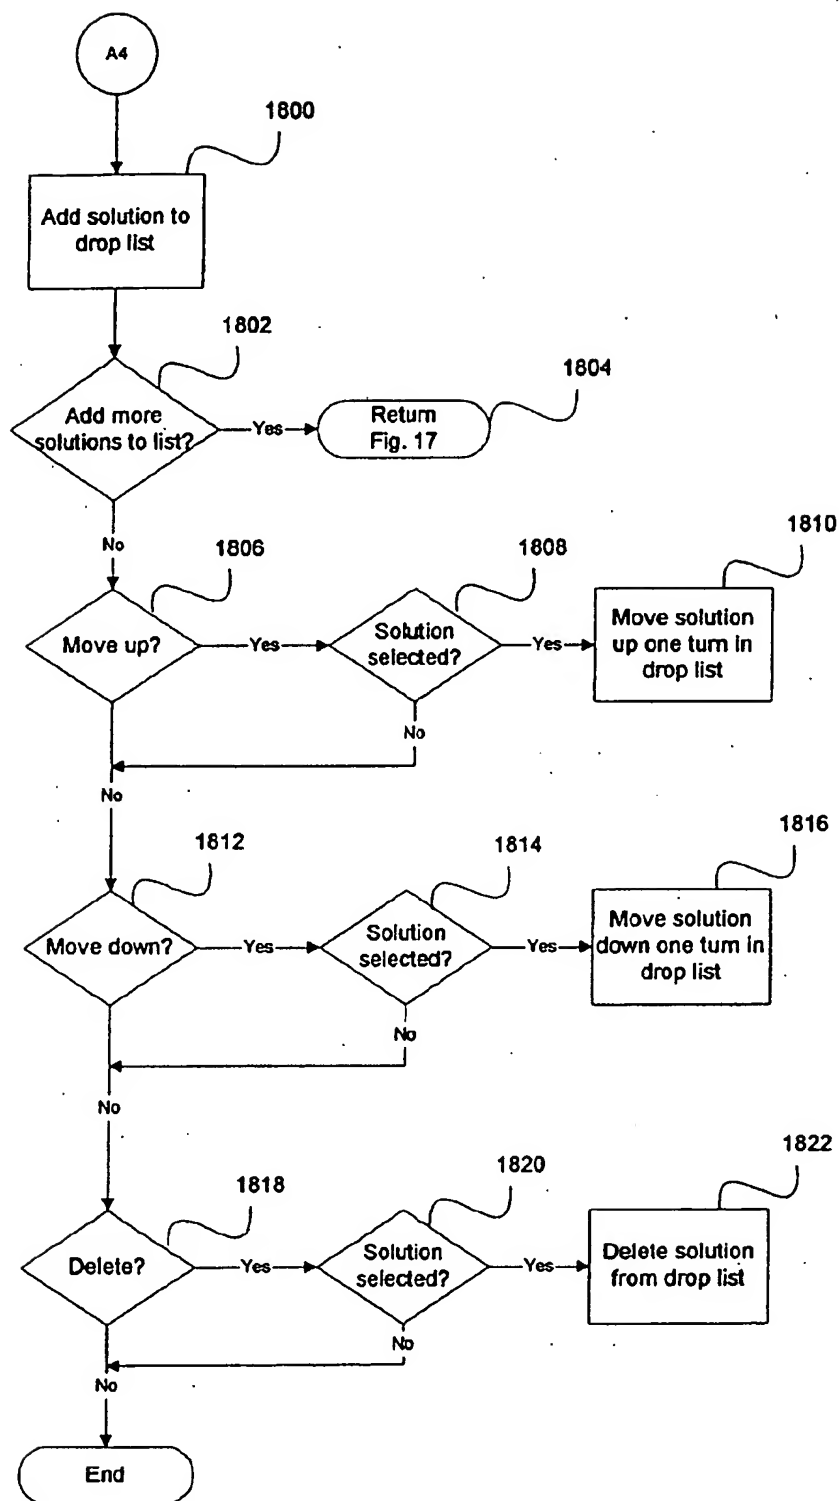 A4
1800
Add solution to
drop list
1802
Add more
solutions to list?
Yes
Return
Fig. 17
1804
No
1806
Move up?
Yes
1808
Solution
selected?
Yes
1810
Move solution
up one turn in
drop list
No
No
1812
Move down?
Yes
1814
Solution
selected?
Yes
1816
Move solution
down one turn in
drop list
No
No
1818
Delete?
Yes
1820
Solution
selected?
Yes
1822
Delete solution
from drop list
No
No
End